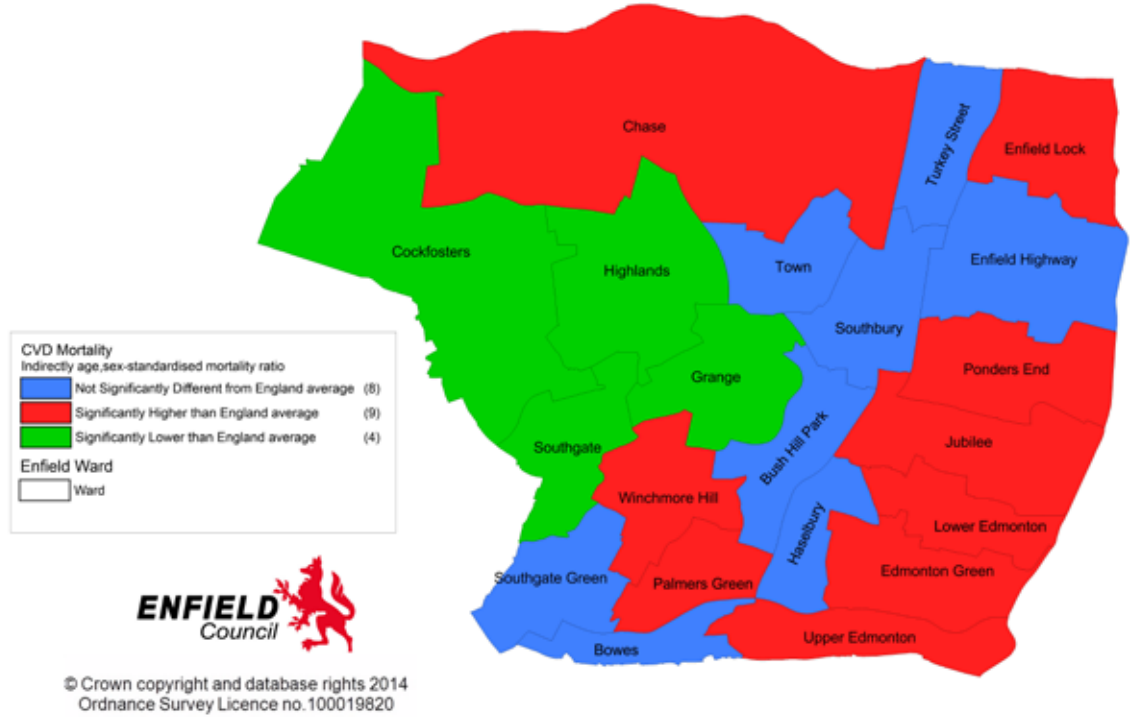 Chase
Turkey Street
Enfield Lock
Cockfosters
Highlands
Town
Enfield Highway
Southbury
Grange
Ponders End
Southgate
Bush Hill Park
Jubilee
Winchmore Hill
Haselbury
Lower Edmonton
Southgate Green
Palmers Green
Edmonton Green
Bowes
Upper Edmonton
CVD Mortality
Indirectly age,sex-standardised mortality ratio
Not Significantly Different from England average (8)
Significantly Higher than England average (9)
Significantly Lower than England average (4)
Enfield Ward
Ward
ENFIELD
Council
© Crown copyright and database rights 2014
Ordnance Survey Licence no.100019820